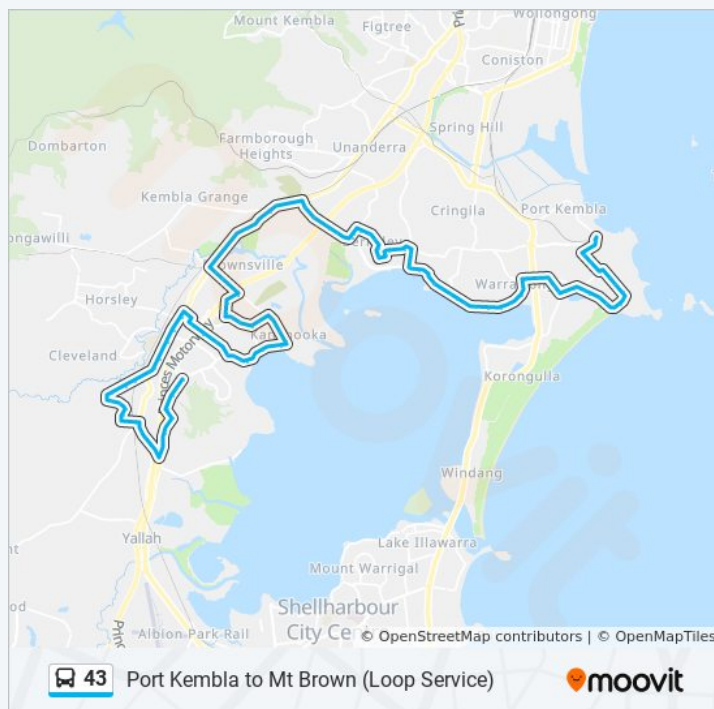 Mount Kembla
Figtree
Wollongong
Coniston
Dombarton
Farmborough
Heights
Unanderra
Spring Hill
Kembla Grange
Cringila
Port Kembla
Horsley
Cleveland
Korongulla
Windang
Yallah
Lake Illawarra
Mount Warrigal
Shellharbour
Albion Park Rail
© OpenStreetMap contributors | © OpenMapTiles
43
Port Kembla to Mt Brown (Loop Service)
moovit